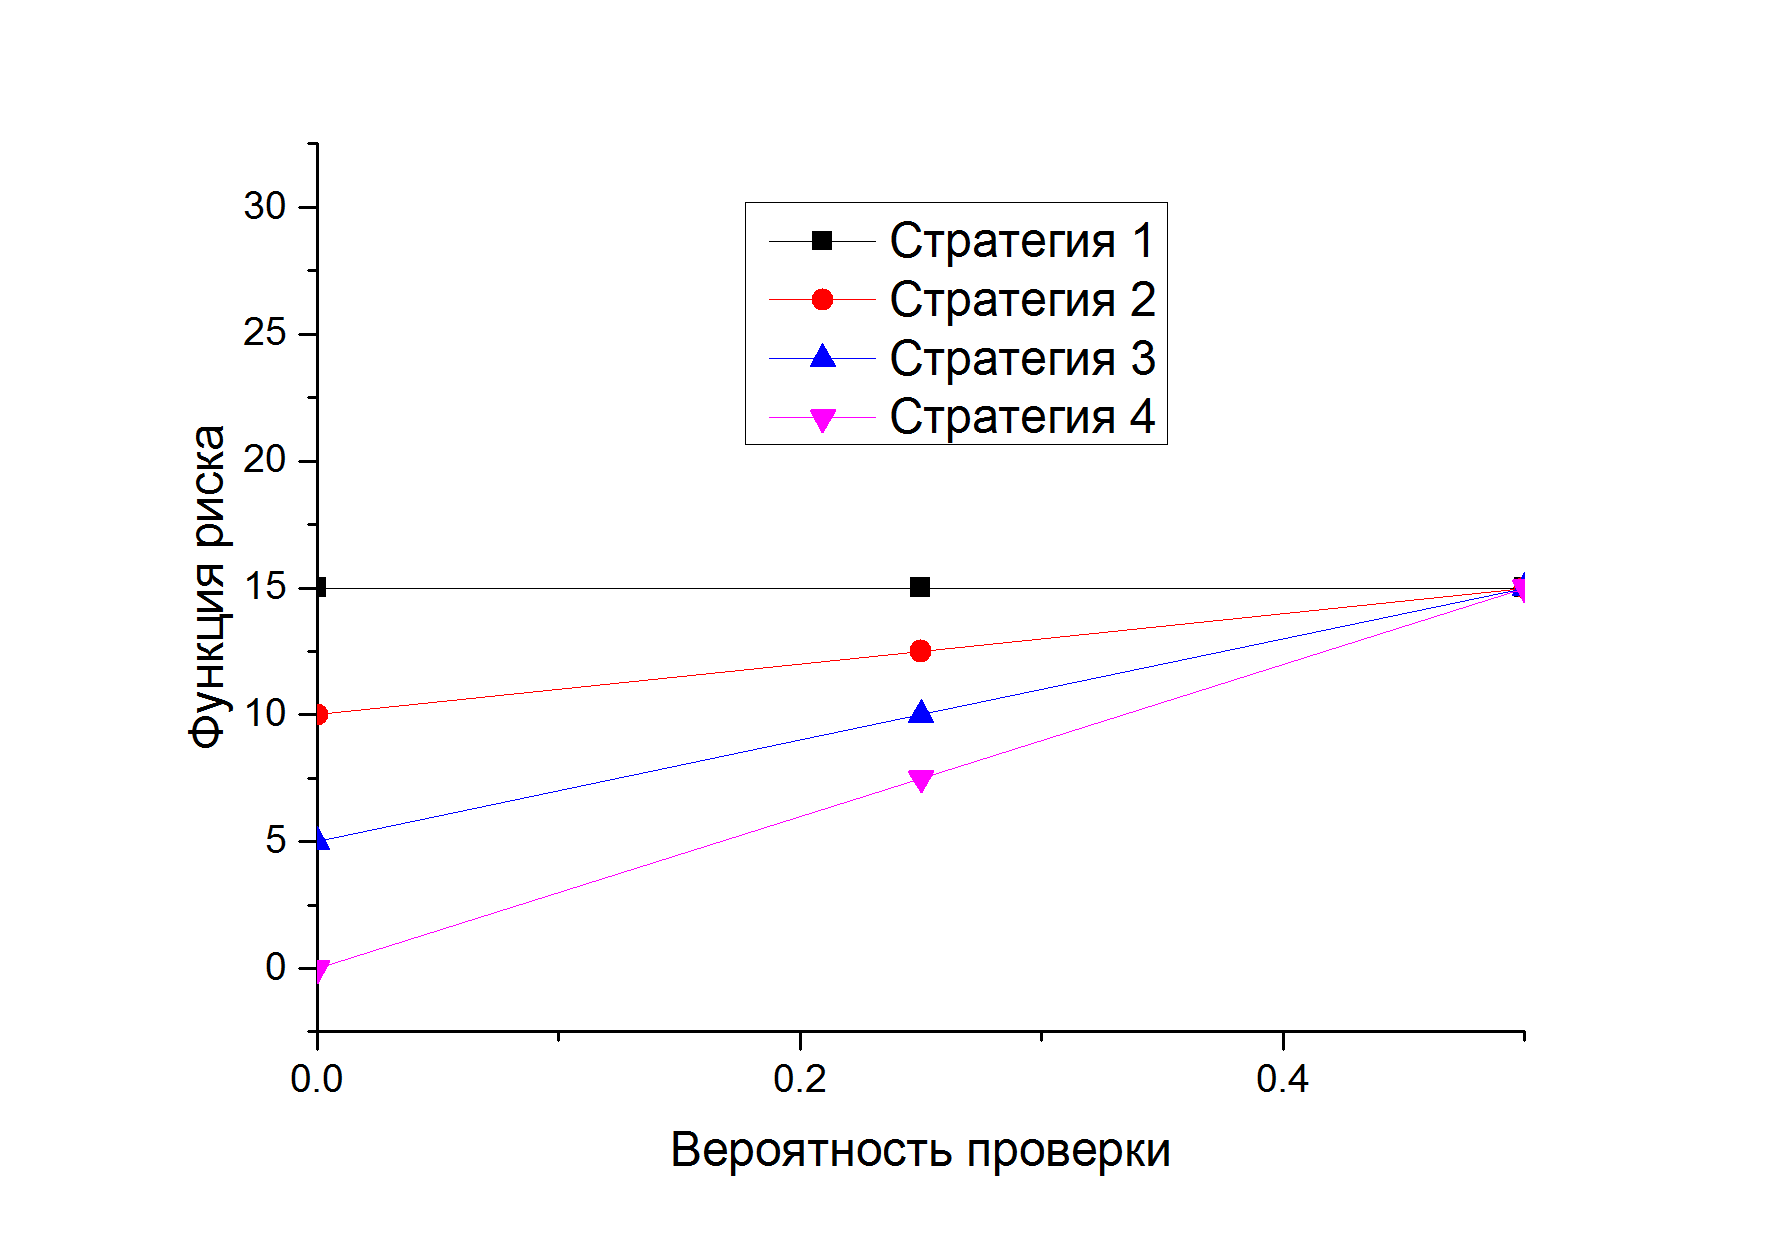 Функция риска
30
25
20
15
10
5
0
Стратегия 1
Стратегия 2
Стратегия 3
Стратегия 4
0.0 0.2 0.4
Вероятность проверки